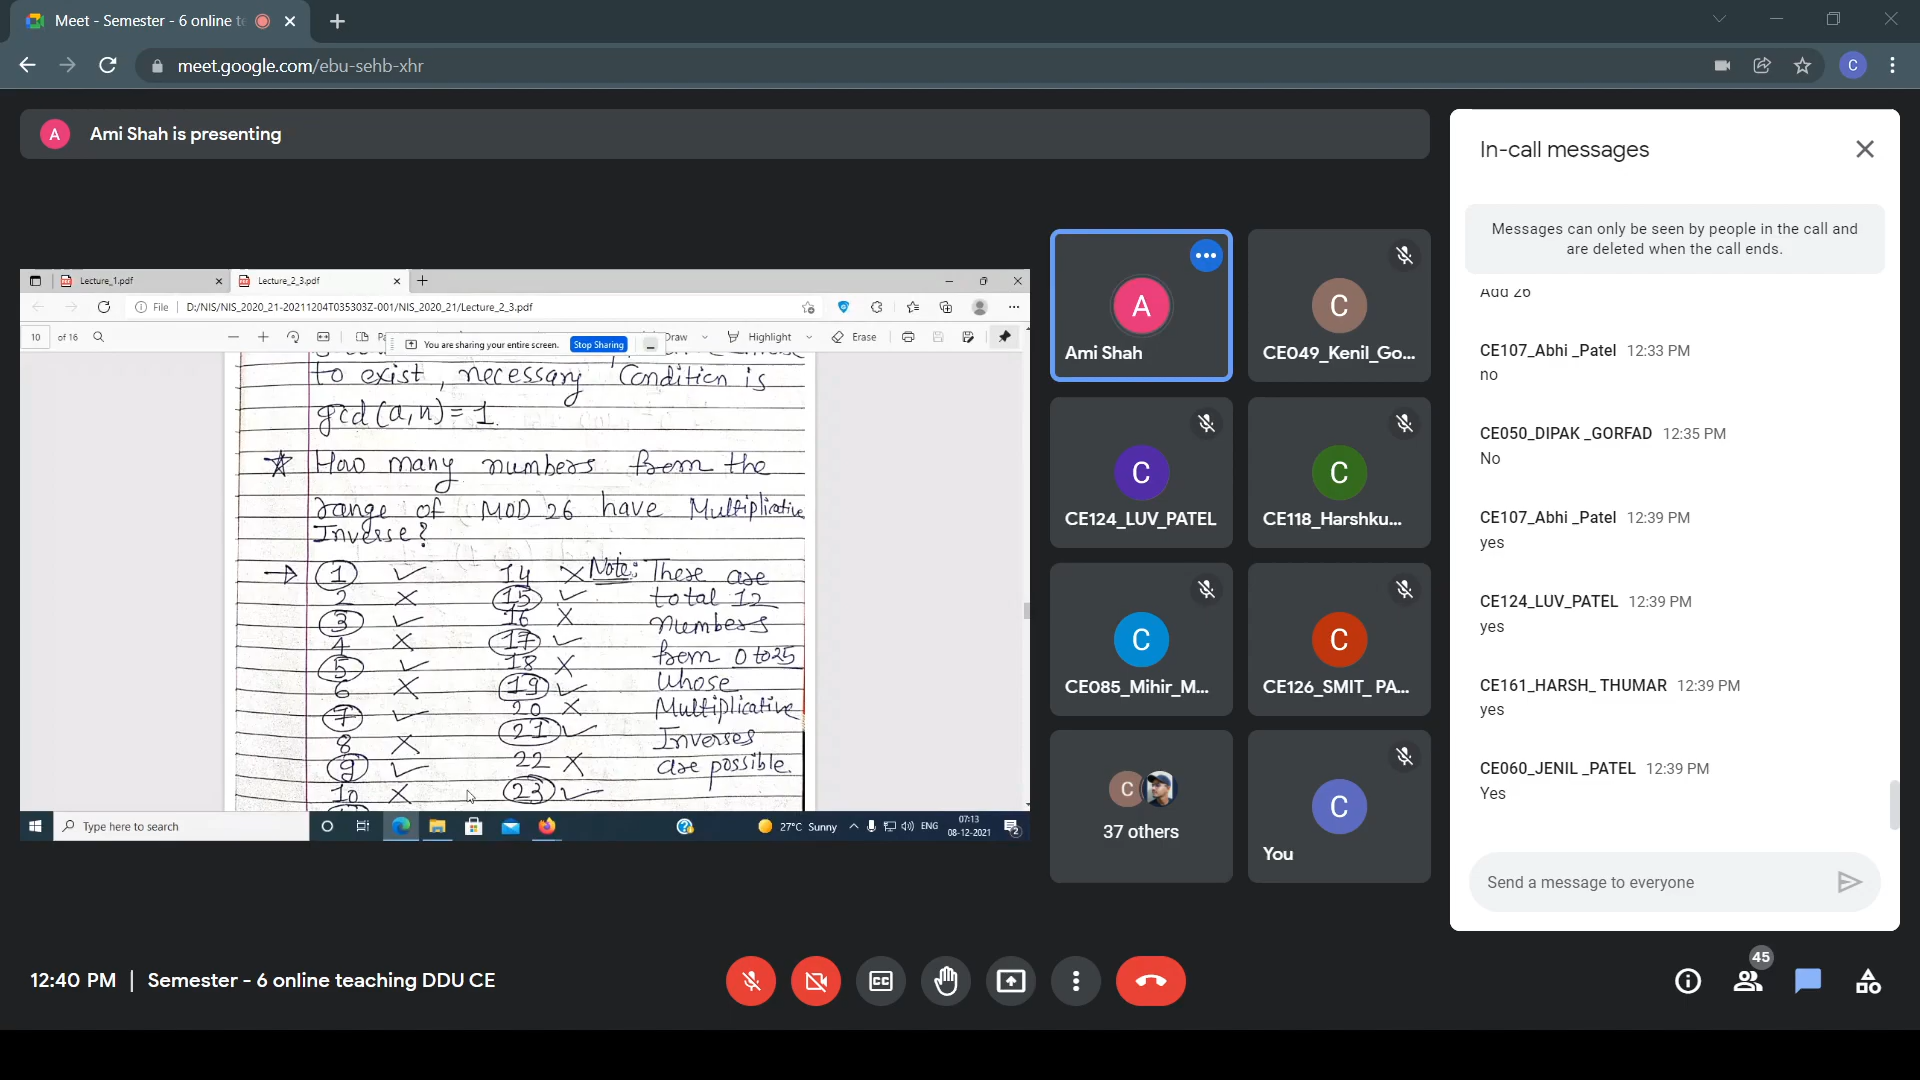 Meet - Semester - 6 online te
meet.google.com/ebu-sehb-xhr
C
A Ami Shah is presenting
Lecture_1.pdf
Lecture_2_3.pdf
File D:/NIS/NIS_2020_21-20211204T035303Z-001/NIS_2020_21/Lecture_2_3.pdf
10 of 16
You are sharing your entire screen. Stop Sharing
Draw
Highlight
Erase
to exist, necessary Condition is
gcd (a,n) = 1.
How many numbers from the
range of MOD 26 have Multiplicative
Inverse?
→ 1 ✓ 14 ✗ Note: These are
2 ✗ 15 ✓ total 12
3 ✓ 16 ✗ numbers
4 ✗ 17 ✓ from 0 to 25
5 ✓ 18 ✗ whose
6 ✗ 19 ✓ Multiplicative
7 ✓ 20 ✗ Inverses
8 ✗ 21 ✓ are possible.
9 ✓ 22 ✗
10 ✗ 23 ✓
Type here to search
27°C Sunny
ENG
07:13
08-12-2021
2
A
Ami Shah
C
CE049_Kenil_Go...
C
CE124_LUV_PATEL
C
CE118_Harshku...
C
CE085_Mihir_M...
C
CE126_SMIT_ PA...
C
37 others
C
You
In-call messages
Messages can only be seen by people in the call and
are deleted when the call ends.
Add 26
CE107_Abhi _Patel 12:33 PM
no
CE050_DIPAK _GORFAD 12:35 PM
No
CE107_Abhi _Patel 12:39 PM
yes
CE124_LUV_PATEL 12:39 PM
yes
CE161_HARSH_ THUMAR 12:39 PM
yes
CE060_JENIL _PATEL 12:39 PM
Yes
Send a message to everyone
12:40 PM | Semester - 6 online teaching DDU CE
45